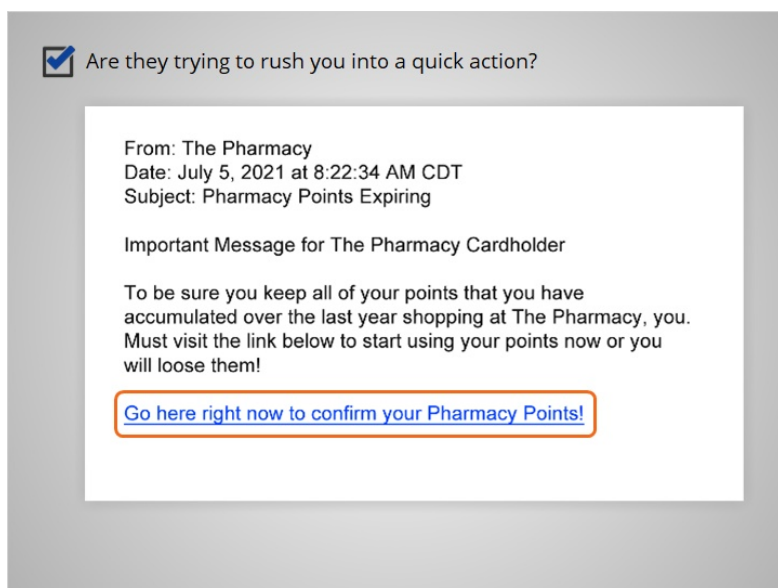 Are they trying to rush you into a quick action?
From: The Pharmacy
Date: July 5, 2021 at 8:22:34 AM CDT
Subject: Pharmacy Points Expiring
Important Message for The Pharmacy Cardholder
To be sure you keep all of your points that you have
accumulated over the last year shopping at The Pharmacy, you.
Must visit the link below to start using your points now or you
will loose them!
Go here right now to confirm your Pharmacy Points!